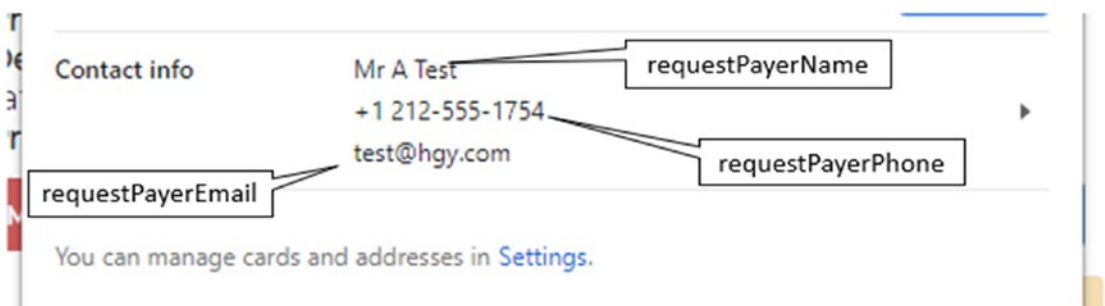 Contact info
Mr A Test
requestPayerName
+1 212-555-1754
test@hgy.com
requestPayerPhone
requestPayerEmail
You can manage cards and addresses in Settings.